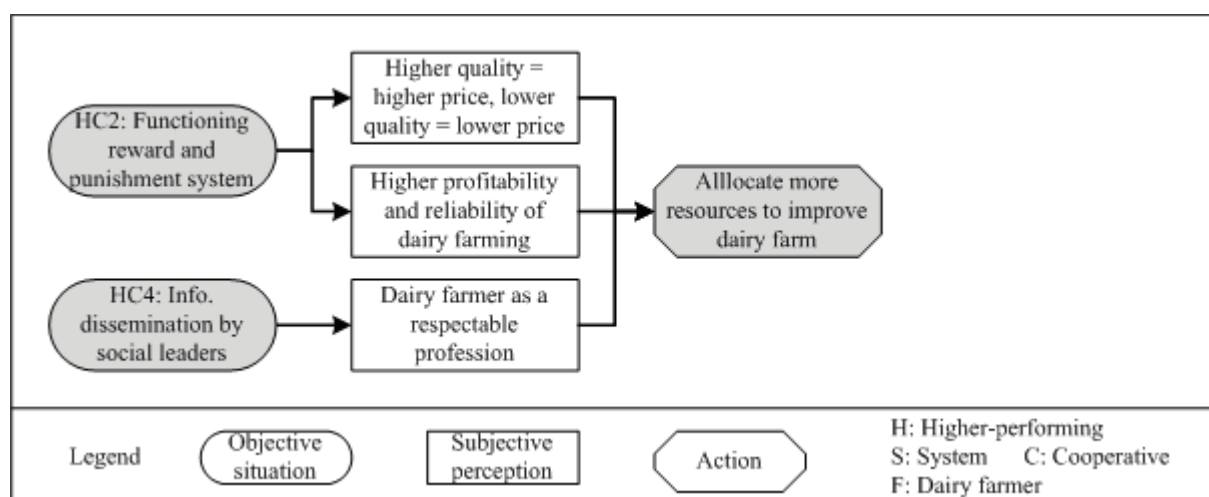 Higher quality =
higher price, lower
quality = lower price
HC2: Functioning
reward and
punishment system
Higher profitability
and reliability of
dairy farming
Alllocate more
resources to improve
dairy farm
HC4: Info.
dissemination by
social leaders
Dairy farmer as a
respectable
profession
Legend
Objective
situation
Subjective
perception
Action
H: Higher-performing
S: System C: Cooperative
F: Dairy farmer